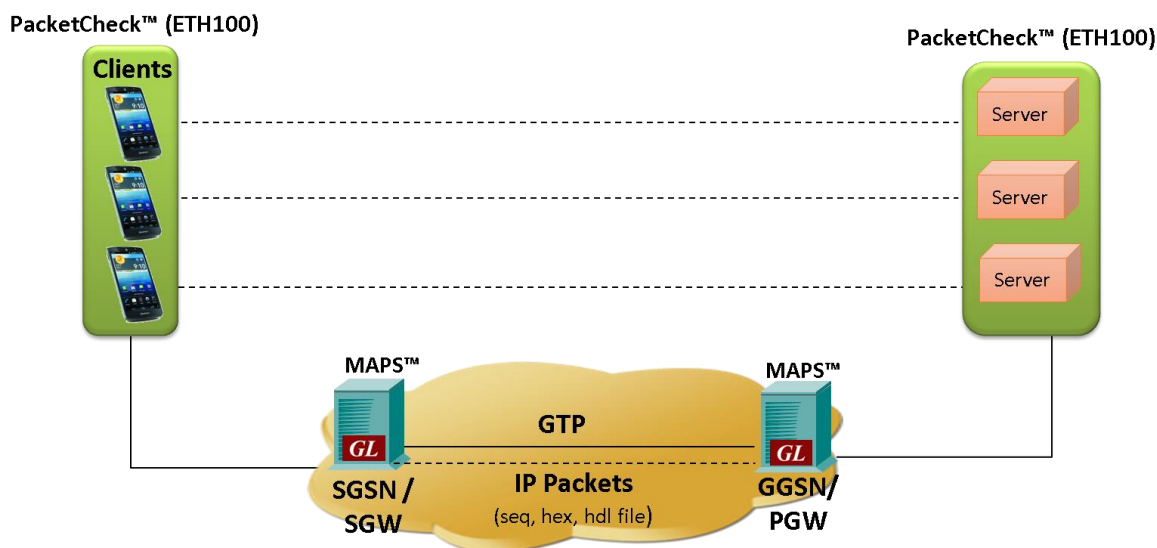 PacketCheck™ (ETH100)
PacketCheck™ (ETH100)
Clients
Server
Server
Server
MAPS™
MAPS™
GTP
GL
GL
IP Packets
(seq, hex, hdl file)
SGSN /
SGW
GGSN/
PGW